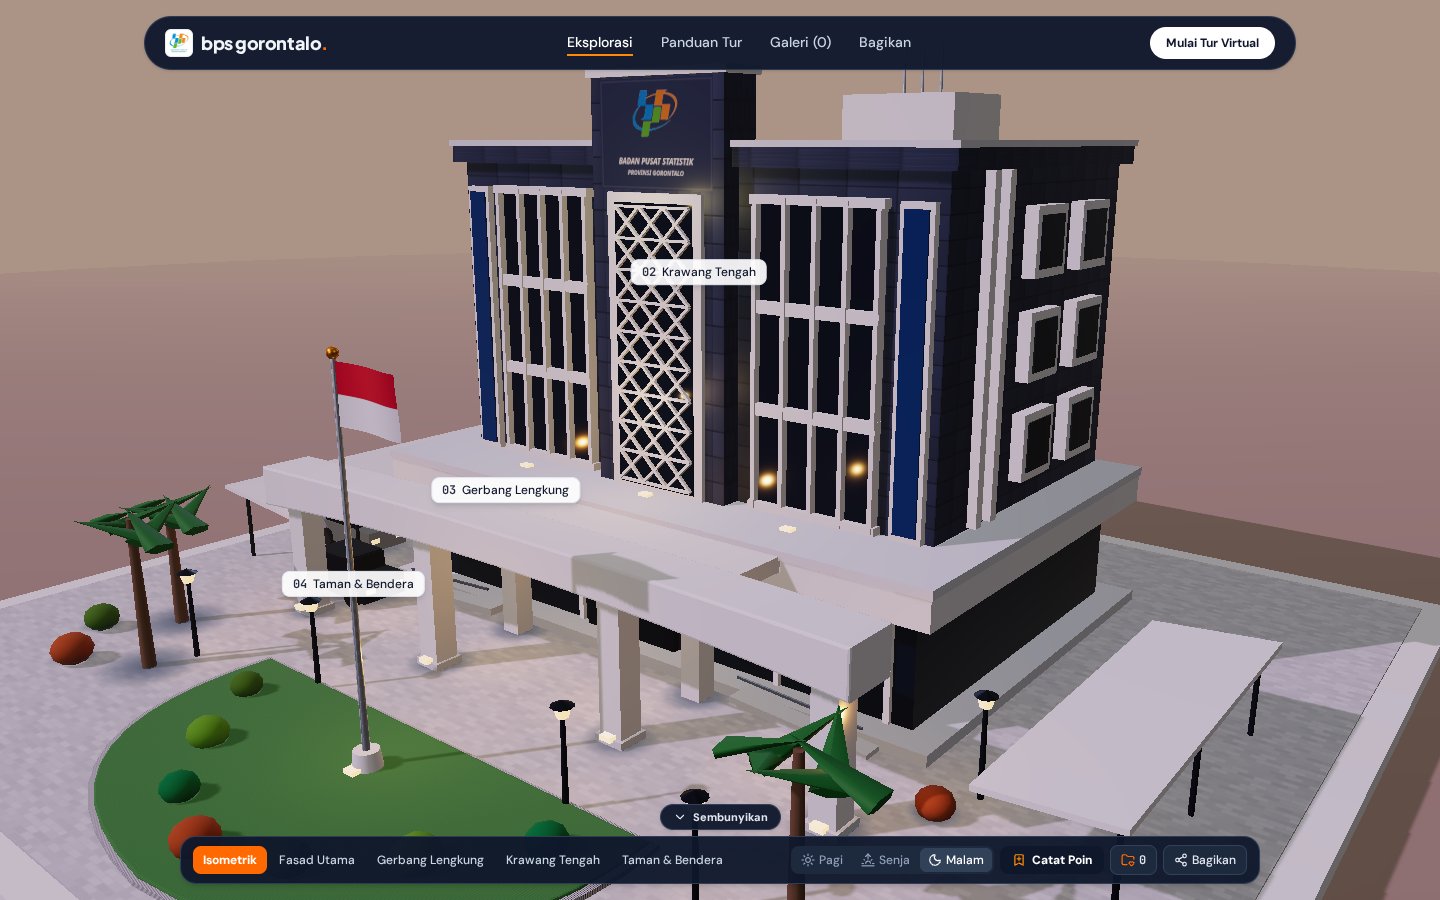 bpsgorontalo.
Eksplorasi
Panduan Tur
Galeri (0)
Bagikan
Mulai Tur Virtual
BADAN PUSAT STATISTIK
PROVINSI GORONTALO
02 Krawang Tengah
03 Gerbang Lengkung
04 Taman & Bendera
Sembunyikan
Isometrik
Fasad Utama
Gerbang Lengkung
Krawang Tengah
Taman & Bendera
Pagi
Senja
Malam
Catat Poin
0
Bagikan